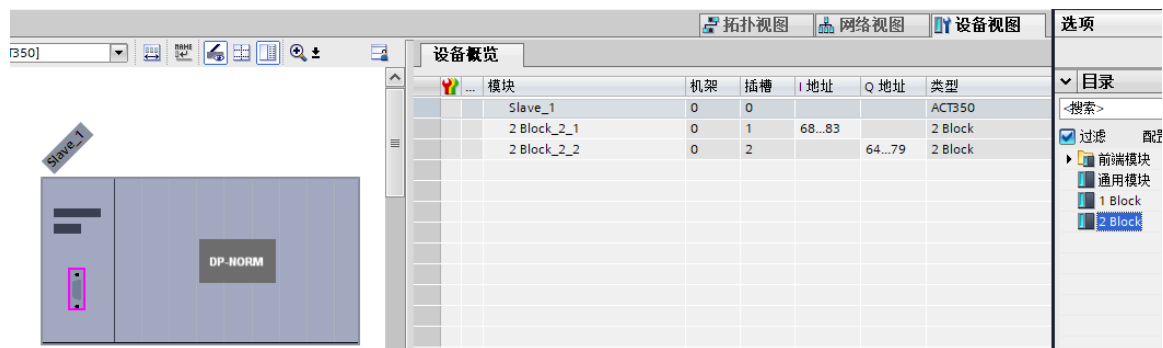 拓扑视图 网络视图 设备视图 选项
T350]
设备概览
... 模块 机架 插槽 I 地址 Q 地址 类型
Slave_1 0 0 ACT350
2 Block_2_1 0 1 68...83 2 Block
2 Block_2_2 0 2 64...79 2 Block
Slave_1
DP-NORM
目录
<搜索>
过滤
前端模块
通用模块
1 Block
2 Block